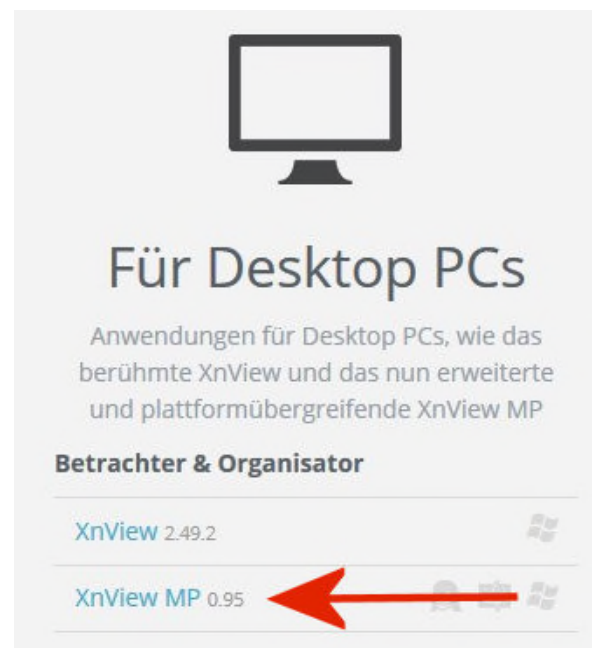 Für Desktop PCs
Anwendungen für Desktop PCs, wie das
berühmte XnView und das nun erweiterte
und plattformübergreifende XnView MP
Betrachter & Organisator
XnView 2.49.2
XnView MP 0.95